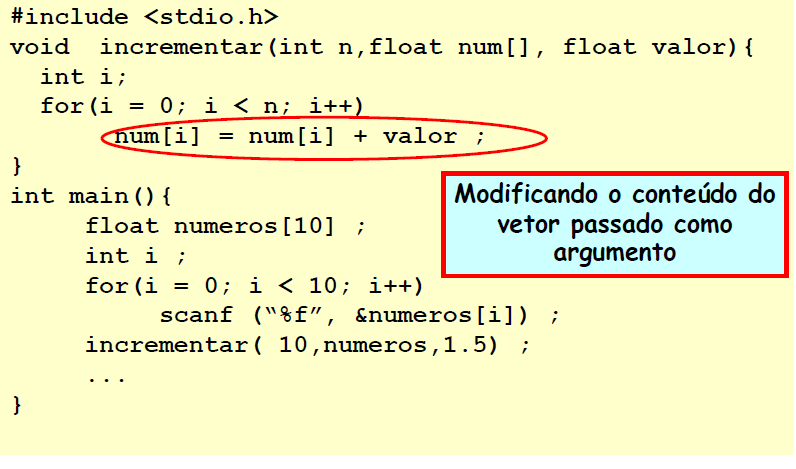 #include <stdio.h>
void  incrementar(int n,float num[], float valor){
  int i;
  for(i = 0; i < n; i++)
       num[i] = num[i] + valor ;
}
int main(){
     float numeros[10] ;
     int i ;
     for(i = 0; i < 10; i++)
          scanf (“%f”, &numeros[i]) ;
     incrementar( 10,numeros,1.5) ;
     ...
}
Modificando o conteúdo do
vetor passado como
argumento